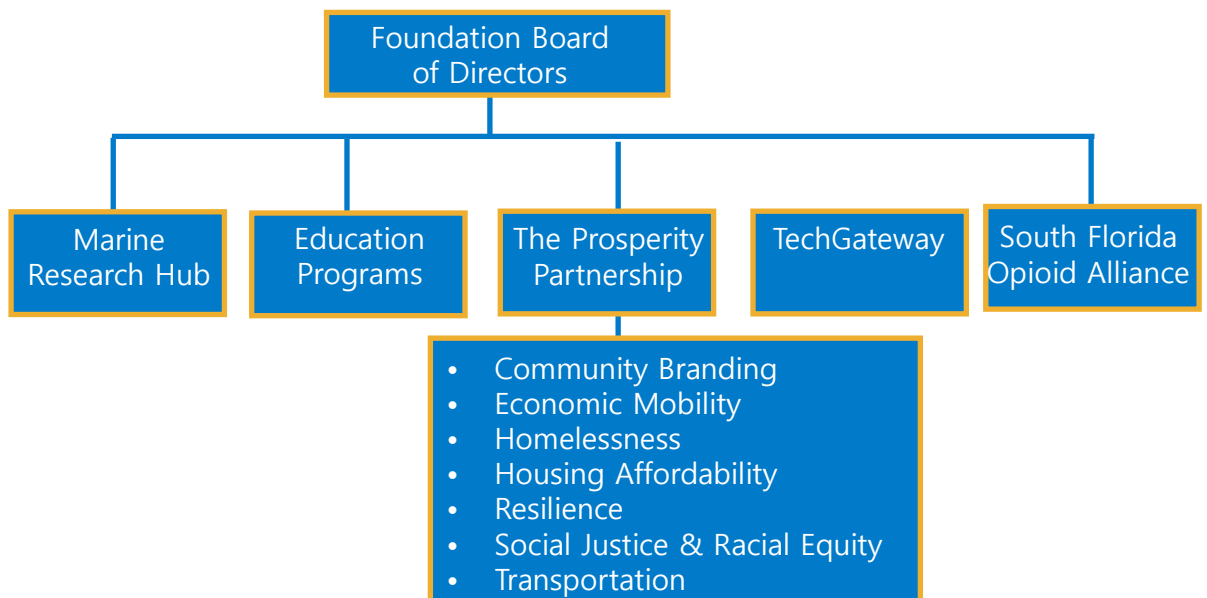 Foundation Board
of Directors
Marine
Research Hub
Education
Programs
The Prosperity
Partnership
TechGateway
South Florida
Opioid Alliance
• Community Branding
• Economic Mobility
• Homelessness
• Housing Affordability
• Resilience
• Social Justice & Racial Equity
• Transportation